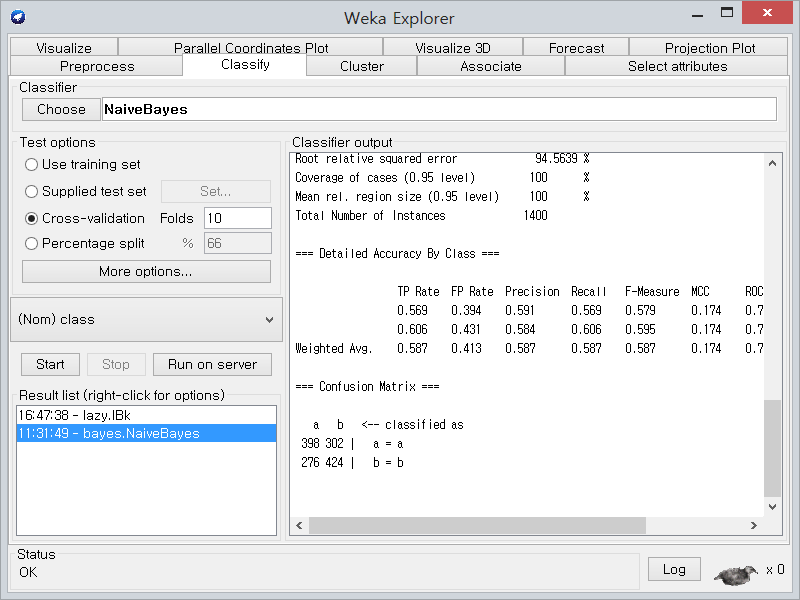 Weka Explorer
Visualize Parallel Coordinates Plot Visualize 3D Forecast Projection Plot
Preprocess Classify Cluster Associate Select attributes
Classifier
Choose NaiveBayes
Test options
Use training set
Supplied test set Set...
Cross-validation Folds 10
Percentage split % 66
More options...
(Nom) class
Start Stop Run on server
Result list (right-click for options)
16:47:38 - lazy.IBk
11:31:49 - bayes.NaiveBayes
Classifier output
Root relative squared error 94.5639 %
Coverage of cases (0.95 level) 100 %
Mean rel. region size (0.95 level) 100 %
Total Number of Instances 1400
=== Detailed Accuracy By Class ===
TP Rate FP Rate Precision Recall F-Measure MCC ROC
0.569 0.394 0.591 0.569 0.579 0.174 0.7
0.606 0.431 0.584 0.606 0.595 0.174 0.7
Weighted Avg. 0.587 0.413 0.587 0.587 0.587 0.174 0.7
=== Confusion Matrix ===
a b <-- classified as
398 302 | a = a
276 424 | b = b
Status
OK
Log x 0